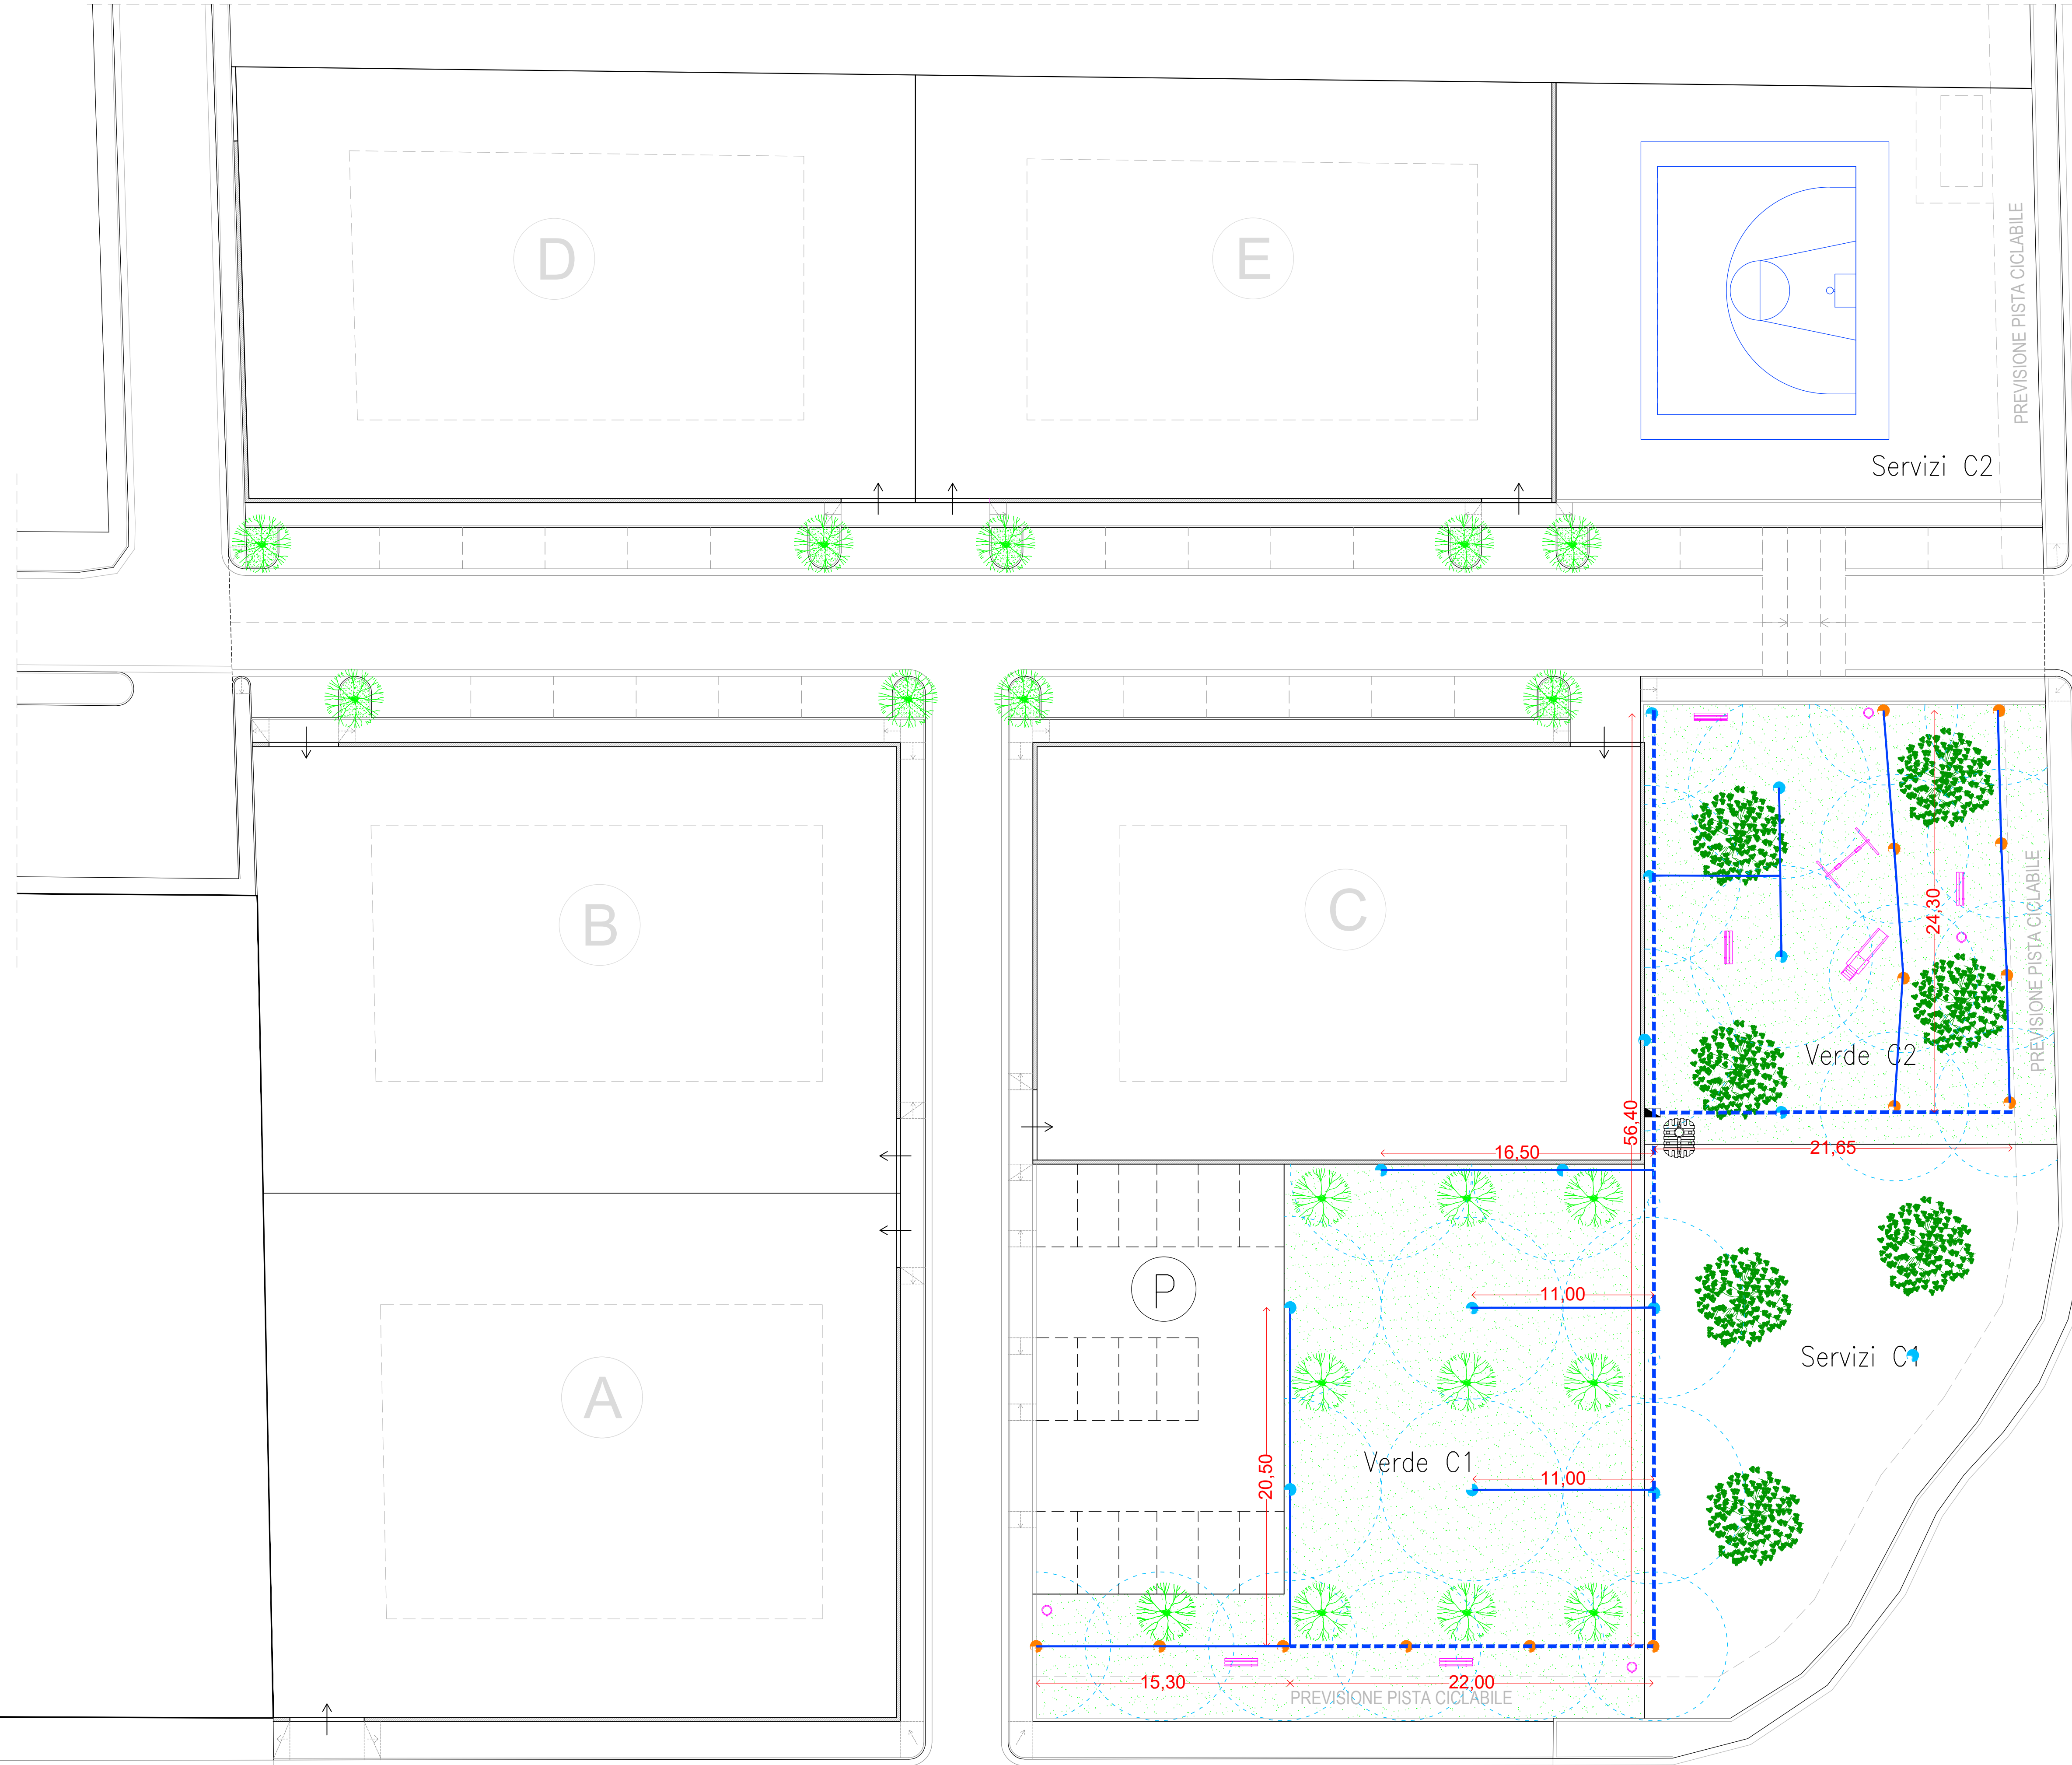 D
E
PREVISIONE PISTA CICLABILE
Servizi C2
B
C
24,30
PREVISIONE PISTA CICLABILE
Verde C2
56,40
16,50
21,65
P
11,00
Servizi C1
A
Verde C1
20,50
11,00
15,30
22,00
PREVISIONE PISTA CICLABILE